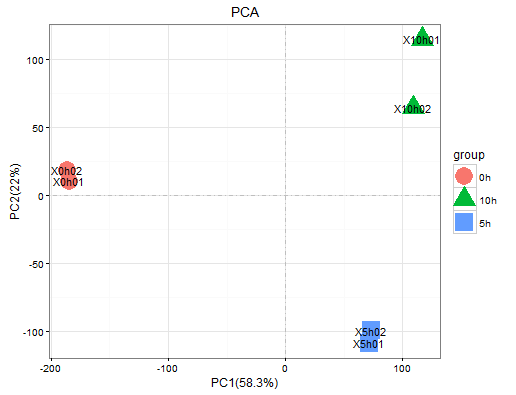 PCA
X10h01
X10h02
X0h02
X0h01
X5h02
X5h01
100
50
0
-50
-100
-200
-100
0
100
PC1(58.3%)
PC2(22%)
group
0h
10h
5h